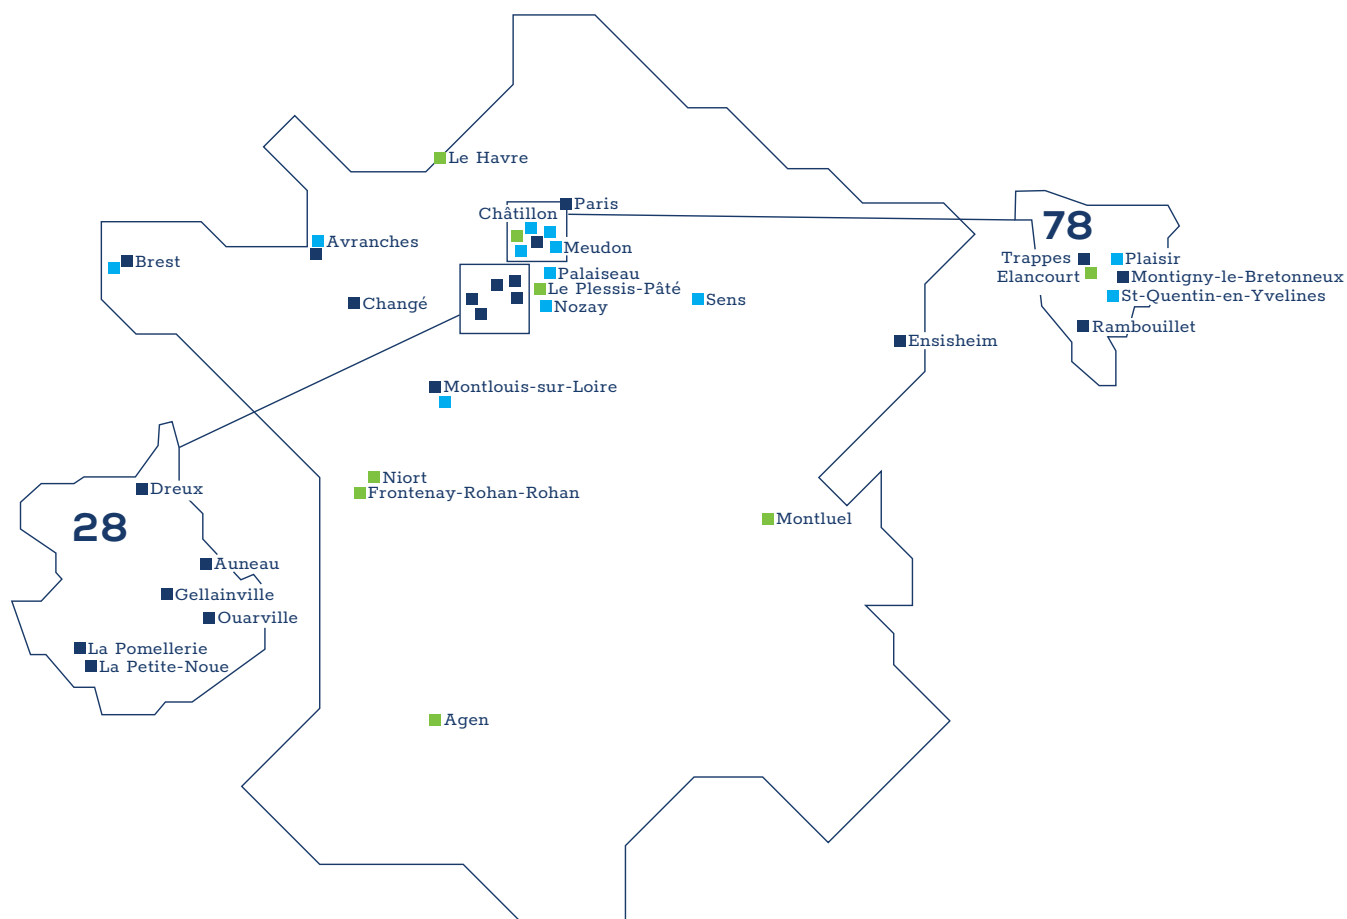 Le Havre
Paris
Châtillon
78
Avranches
Meudon
Brest
Trappes
Plaisir
Palaiseau
Elancourt
Montigny-le-Bretonneux
Le Plessis-Pâté
St-Quentin-en-Yvelines
Changé
Nozay
Sens
Rambouillet
Ensisheim
Montlouis-sur-Loire
Niort
Dreux
Frontenay-Rohan-Rohan
28
Montluel
Auneau
Gellainville
Ouarville
La Pomellerie
La Petite-Noue
Agen